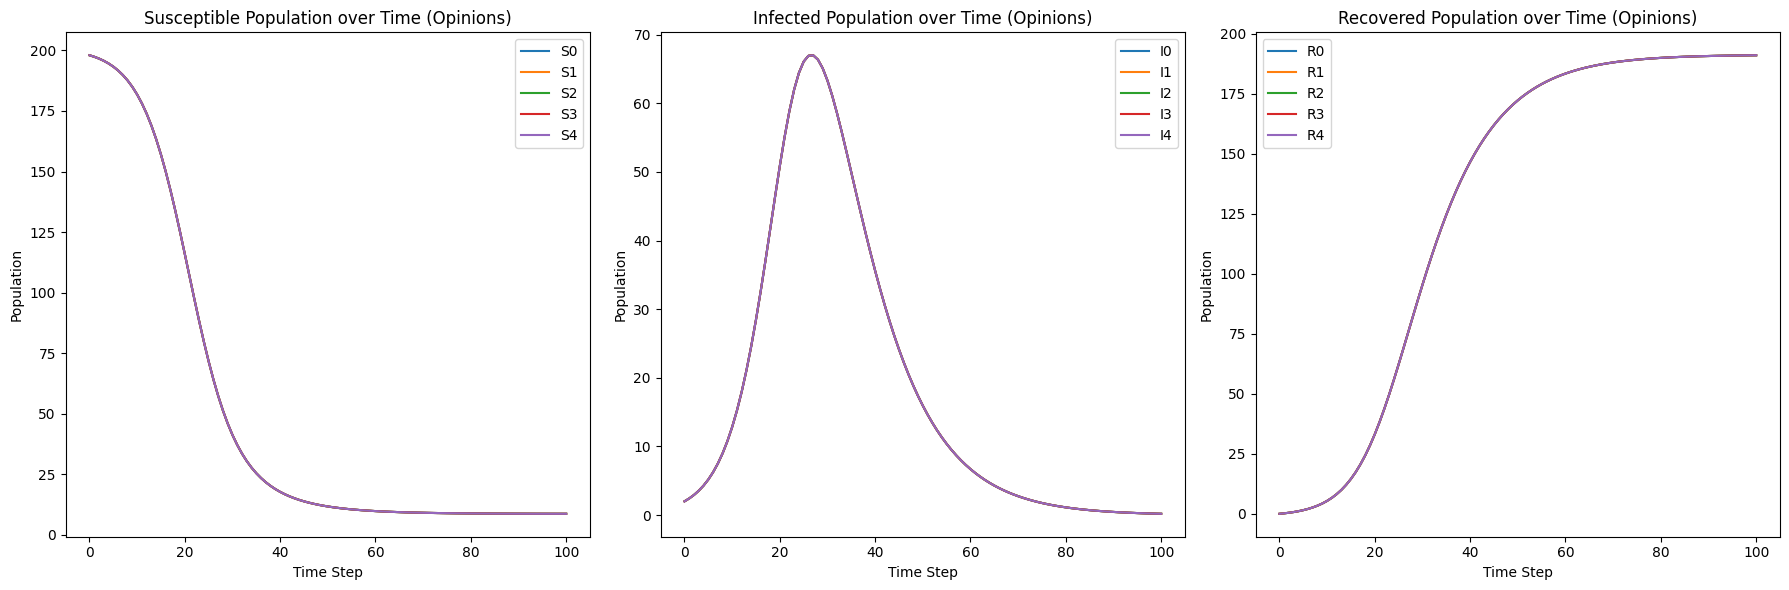 Susceptible Population over Time (Opinions)
200
175
150
125
100
75
50
25
0
Population
0 20 40 60 80 100
Time Step
S0
S1
S2
S3
S4
Infected Population over Time (Opinions)
70
60
50
40
30
20
10
0
Population
0 20 40 60 80 100
Time Step
I0
I1
I2
I3
I4
Recovered Population over Time (Opinions)
200
175
150
125
100
75
50
25
0
Population
0 20 40 60 80 100
Time Step
R0
R1
R2
R3
R4